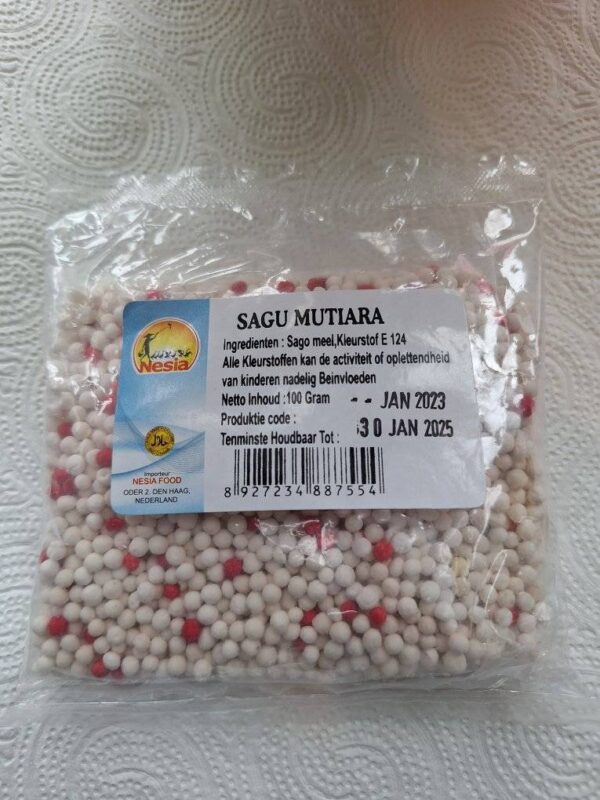 SAGU MUTIARA
Ingredienten : Sago meel,Kleurstof E 124
Alle Kleurstoffen kan de activiteit of oplettendheid
van kinderen nadelig Beinvloeden
Netto Inhoud :100 Gram JAN 2023
Produktie code :
Tenminste Houdbaar Tot : 30 JAN 2025
8 927234 887554
Nesia
Importeur
NESIA FOOD
ODER 2. DEN HAAG,
NEDERLAND